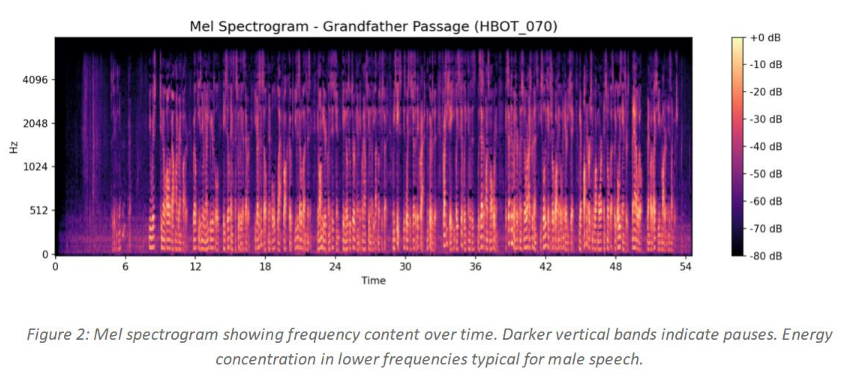 Mel Spectrogram - Grandfather Passage (HBOT_070)
4096
2048
1024
512
0
Hz
0 6 12 18 24 30 36 42 48 54
Time
+0 dB
-10 dB
-20 dB
-30 dB
-40 dB
-50 dB
-60 dB
-70 dB
-80 dB
Figure 2: Mel spectrogram showing frequency content over time. Darker vertical bands indicate pauses. Energy
concentration in lower frequencies typical for male speech.